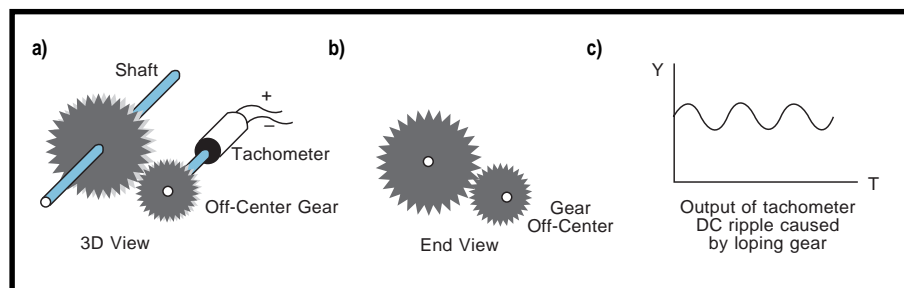 a)
Shaft
+
–
Tachometer
Off-Center Gear
3D View
b)
Gear
Off-Center
End View
c)
Y
T
Output of tachometer
DC ripple caused
by loping gear